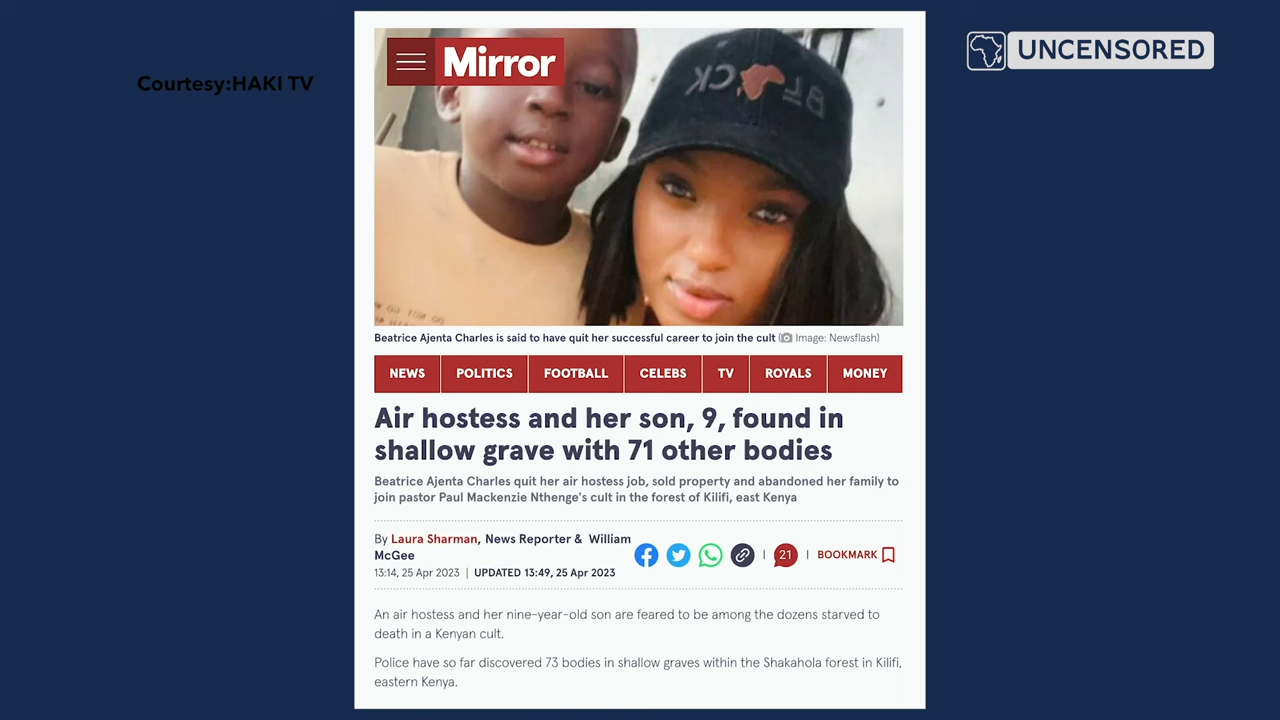 Courtesy:HAKI TV
UNCENSORED
Mirror
BLACK
Beatrice Ajenta Charles is said to have quit her successful career to join the cult (Image: Newsflash)
NEWS POLITICS FOOTBALL CELEBS TV ROYALS MONEY
Air hostess and her son, 9, found in
shallow grave with 71 other bodies
Beatrice Ajenta Charles quit her air hostess job, sold property and abandoned her family to
join pastor Paul Mackenzie Nthenge's cult in the forest of Kilifi, east Kenya
By Laura Sharman, News Reporter & William
McGee
13:14, 25 Apr 2023 | UPDATED 13:49, 25 Apr 2023
| 21 | BOOKMARK
An air hostess and her nine-year-old son are feared to be among the dozens starved to
death in a Kenyan cult.
Police have so far discovered 73 bodies in shallow graves within the Shakahola forest in Kilifi,
eastern Kenya.